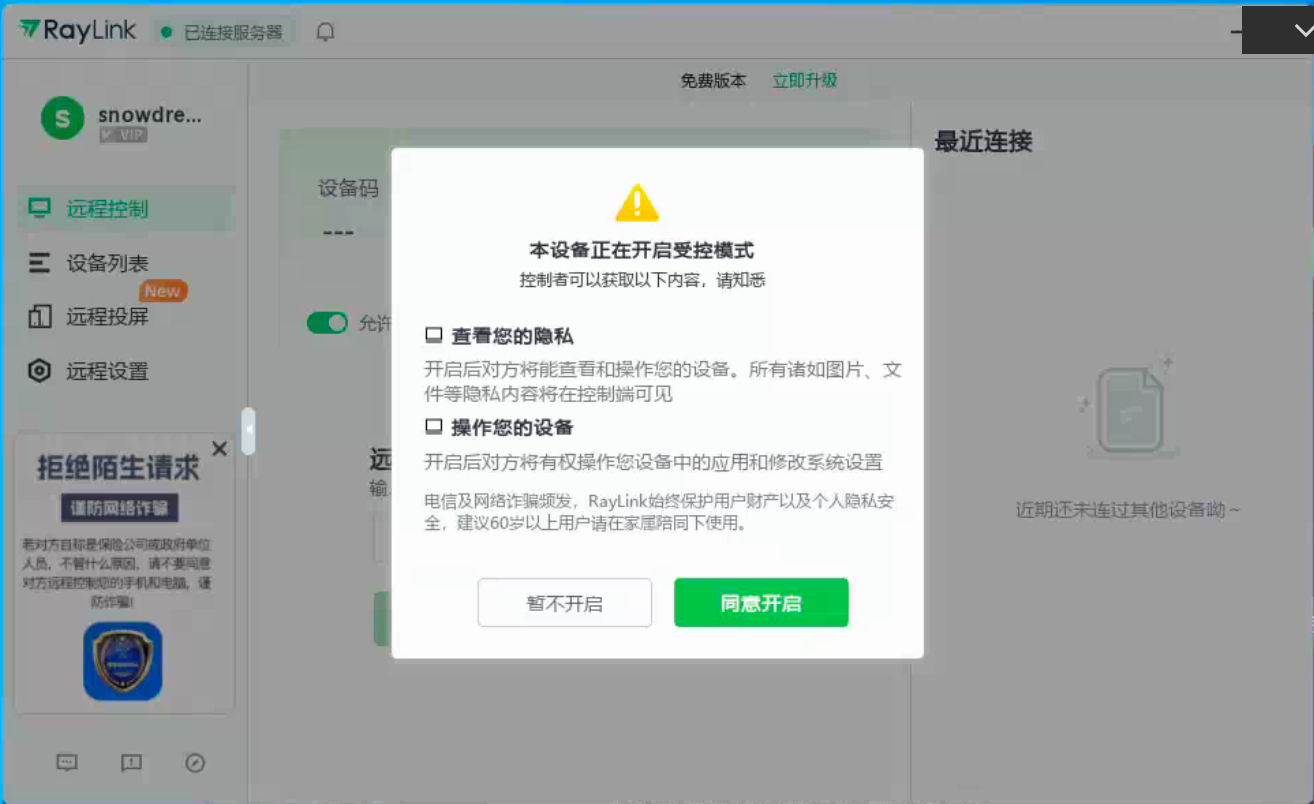 RayLink
已连接服务器
免费版本 立即升级
snowdre...
VIP
远程控制
设备列表
New
远程投屏
远程设置
拒绝陌生请求
谨防网络诈骗
若对方自称是保险公司或政府单位
人员，不管什么原因，请不要同意
对方远程控制您的手机和电脑，谨
防诈骗!
设备码
---
允许
远
输
本设备正在开启受控模式
控制者可以获取以下内容，请知悉
查看您的隐私
开启后对方将能查看和操作您的设备。所有诸如图片、文
件等隐私内容将在控制端可见
操作您的设备
开启后对方将有权操作您设备中的应用和修改系统设置
电信及网络诈骗频发，RayLink始终保护用户财产以及个人隐私安
全，建议60岁以上用户请在家属陪同下使用。
暂不开启
同意开启
最近连接
近期还未连过其他设备呦~